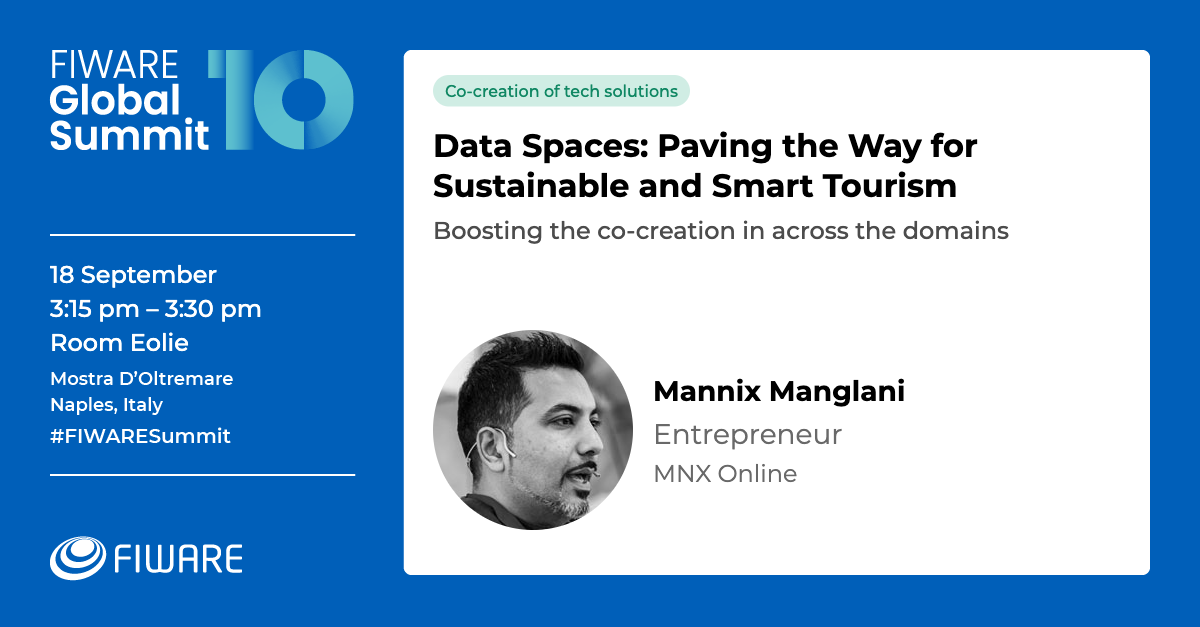 FIWARE
Global
Summit
10
18 September
3:15 pm – 3:30 pm
Room Eolie
Mostra D’Oltremare
Naples, Italy
#FIWARESummit
FIWARE
Co-creation of tech solutions
Data Spaces: Paving the Way for
Sustainable and Smart Tourism
Boosting the co-creation in across the domains
Mannix Manglani
Entrepreneur
MNX Online